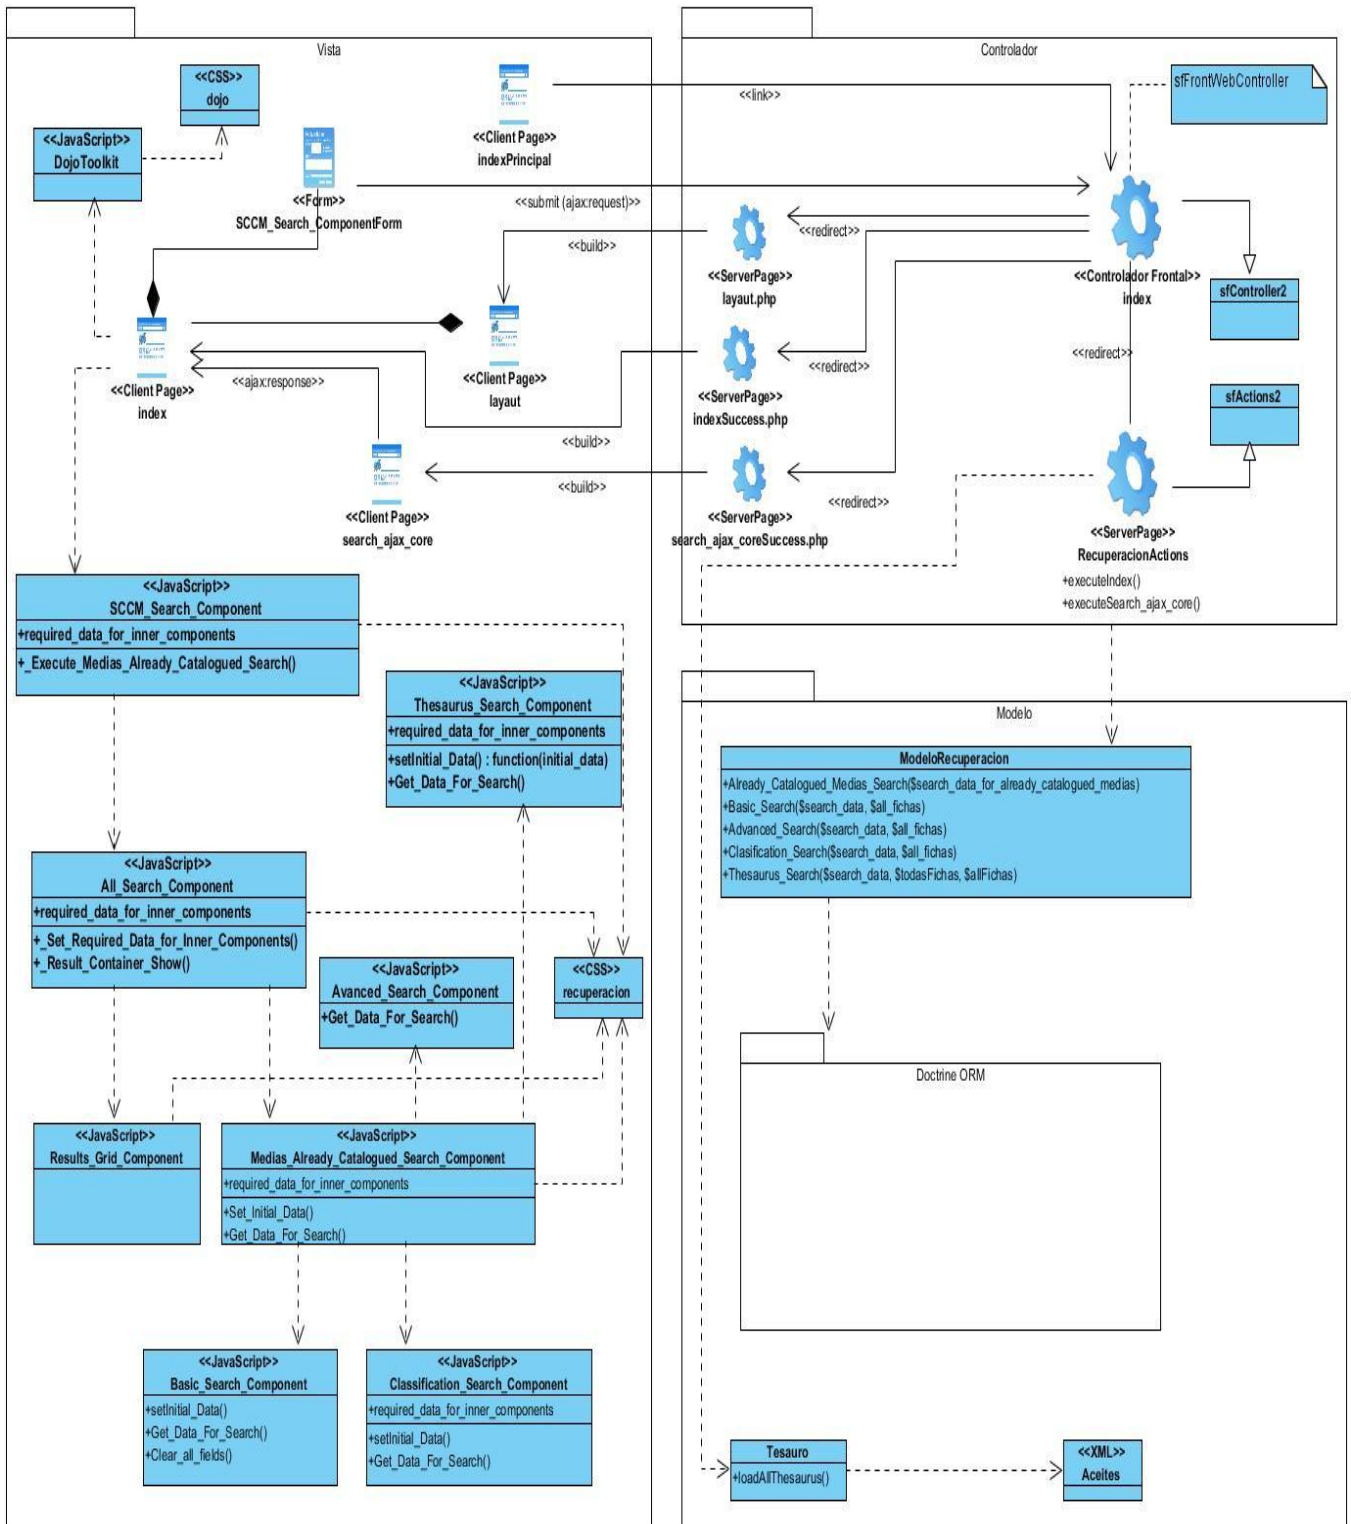 Vista
<<CSS>>
dojo
<<JavaScript>>
DojoToolkit
<<Form>>
SCCM_Search_ComponentForm
<<Client Page>>
indexPrincipal
<<link>>
<<submit (ajax:request)>>
<<build>>
<<Client Page>>
index
<<ajax:response>>
<<Client Page>>
layaut
<<build>>
<<Client Page>>
search_ajax_core
<<build>>
<<JavaScript>>
SCCM_Search_Component
+required_data_for_inner_components
+_Execute_Medias_Already_Catalogued_Search()
<<JavaScript>>
Thesaurus_Search_Component
+required_data_for_inner_components
+setInitial_Data() : function(initial_data)
+Get_Data_For_Search()
<<JavaScript>>
All_Search_Component
+required_data_for_inner_components
+_Set_Required_Data_for_Inner_Components()
+_Result_Container_Show()
<<JavaScript>>
Avanced_Search_Component
+Get_Data_For_Search()
<<CSS>>
recuperacion
<<JavaScript>>
Results_Grid_Component
<<JavaScript>>
Medias_Already_Catalogued_Search_Component
+required_data_for_inner_components
+Set_Initial_Data()
+Get_Data_For_Search()
<<JavaScript>>
Basic_Search_Component
+setInitial_Data()
+Get_Data_For_Search()
+Clear_all_fields()
<<JavaScript>>
Classification_Search_Component
+required_data_for_inner_components
+setInitial_Data()
+Get_Data_For_Search()
Controlador
sfFrontWebController
<<ServerPage>>
layaut.php
<<redirect>>
<<Controlador Frontal>>
index
sfController2
<<redirect>>
<<redirect>>
<<ServerPage>>
indexSuccess.php
sfActions2
<<ServerPage>>
search_ajax_coreSuccess.php
<<redirect>>
<<ServerPage>>
RecuperacionActions
+executeIndex()
+executeSearch_ajax_core()
Modelo
ModeloRecuperacion
+Already_Catalogued_Medias_Search($search_data_for_already_catalogued_medias)
+Basic_Search($search_data, $all_fichas)
+Advanced_Search($search_data, $all_fichas)
+Clasification_Search($search_data, $all_fichas)
+Thesaurus_Search($search_data, $todasFichas, $allFichas)
Doctrine ORM
Tesauro
+loadAllThesaurus()
<<XML>>
Aceites